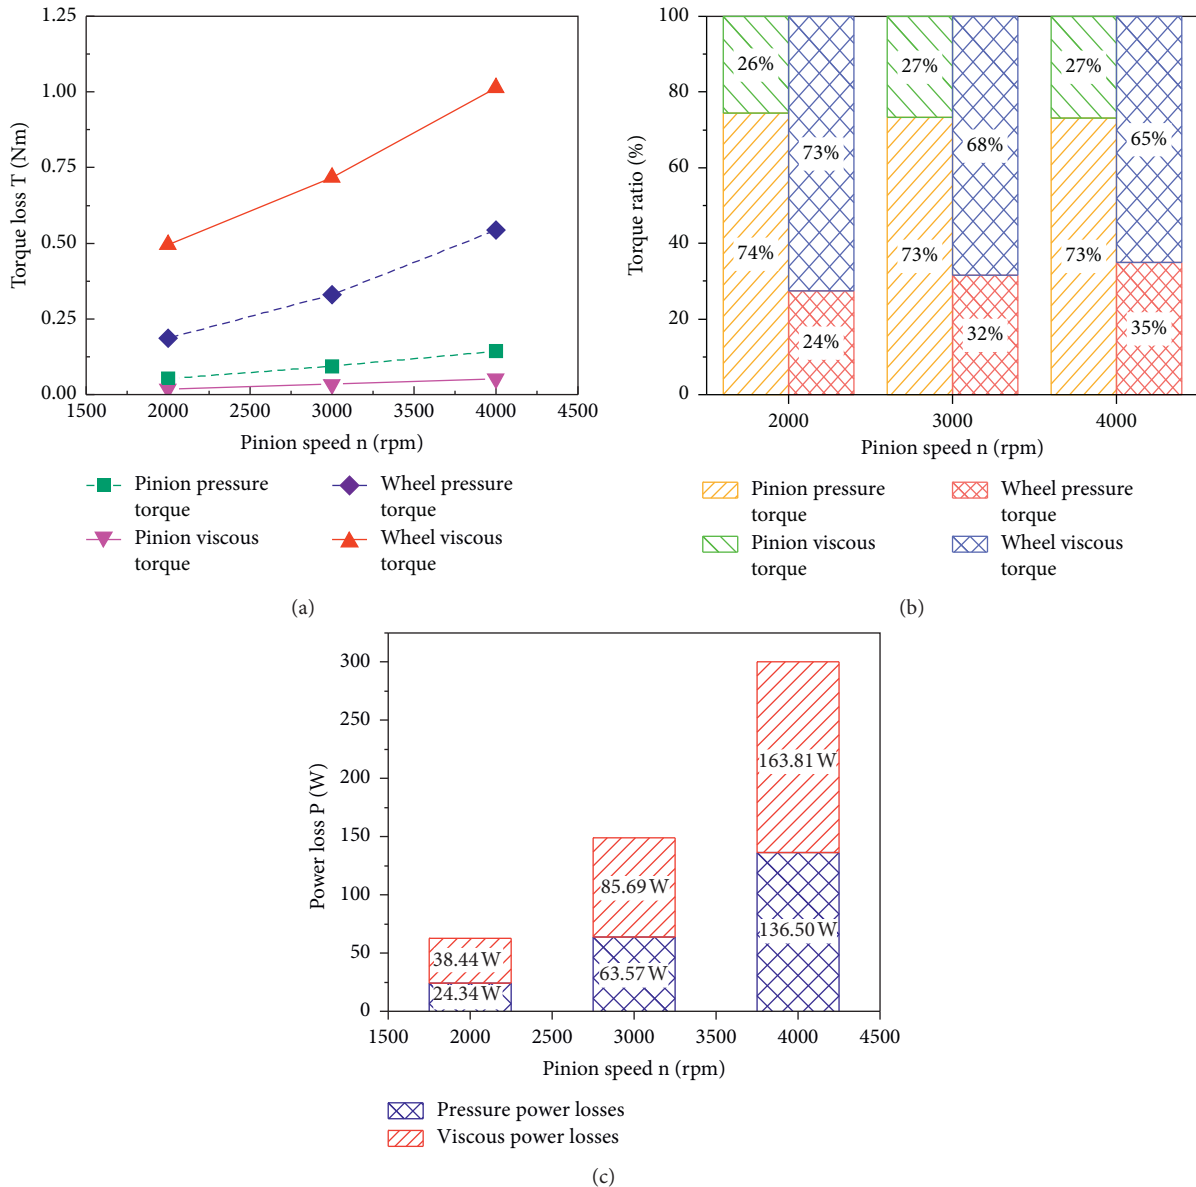 1.25
1.00
0.75
0.50
0.25
0.00
Torque loss T (Nm)
1500 2000 2500 3000 3500 4000 4500
Pinion speed n (rpm)
Pinion pressure torque
Wheel pressure torque
Pinion viscous torque
Wheel viscous torque
(a)
100
80
60
40
20
0
Torque ratio (%)
26% 27% 27%
73% 68% 65%
74% 73% 73%
24% 32% 35%
2000 3000 4000
Pinion speed n (rpm)
Pinion pressure torque
Wheel pressure torque
Pinion viscous torque
Wheel viscous torque
(b)
300
250
200
150
100
50
0
Power loss P (W)
38.44 W
24.34 W
85.69 W
63.57 W
163.81 W
136.50 W
1500 2000 2500 3000 3500 4000 4500
Pinion speed n (rpm)
Pressure power losses
Viscous power losses
(c)